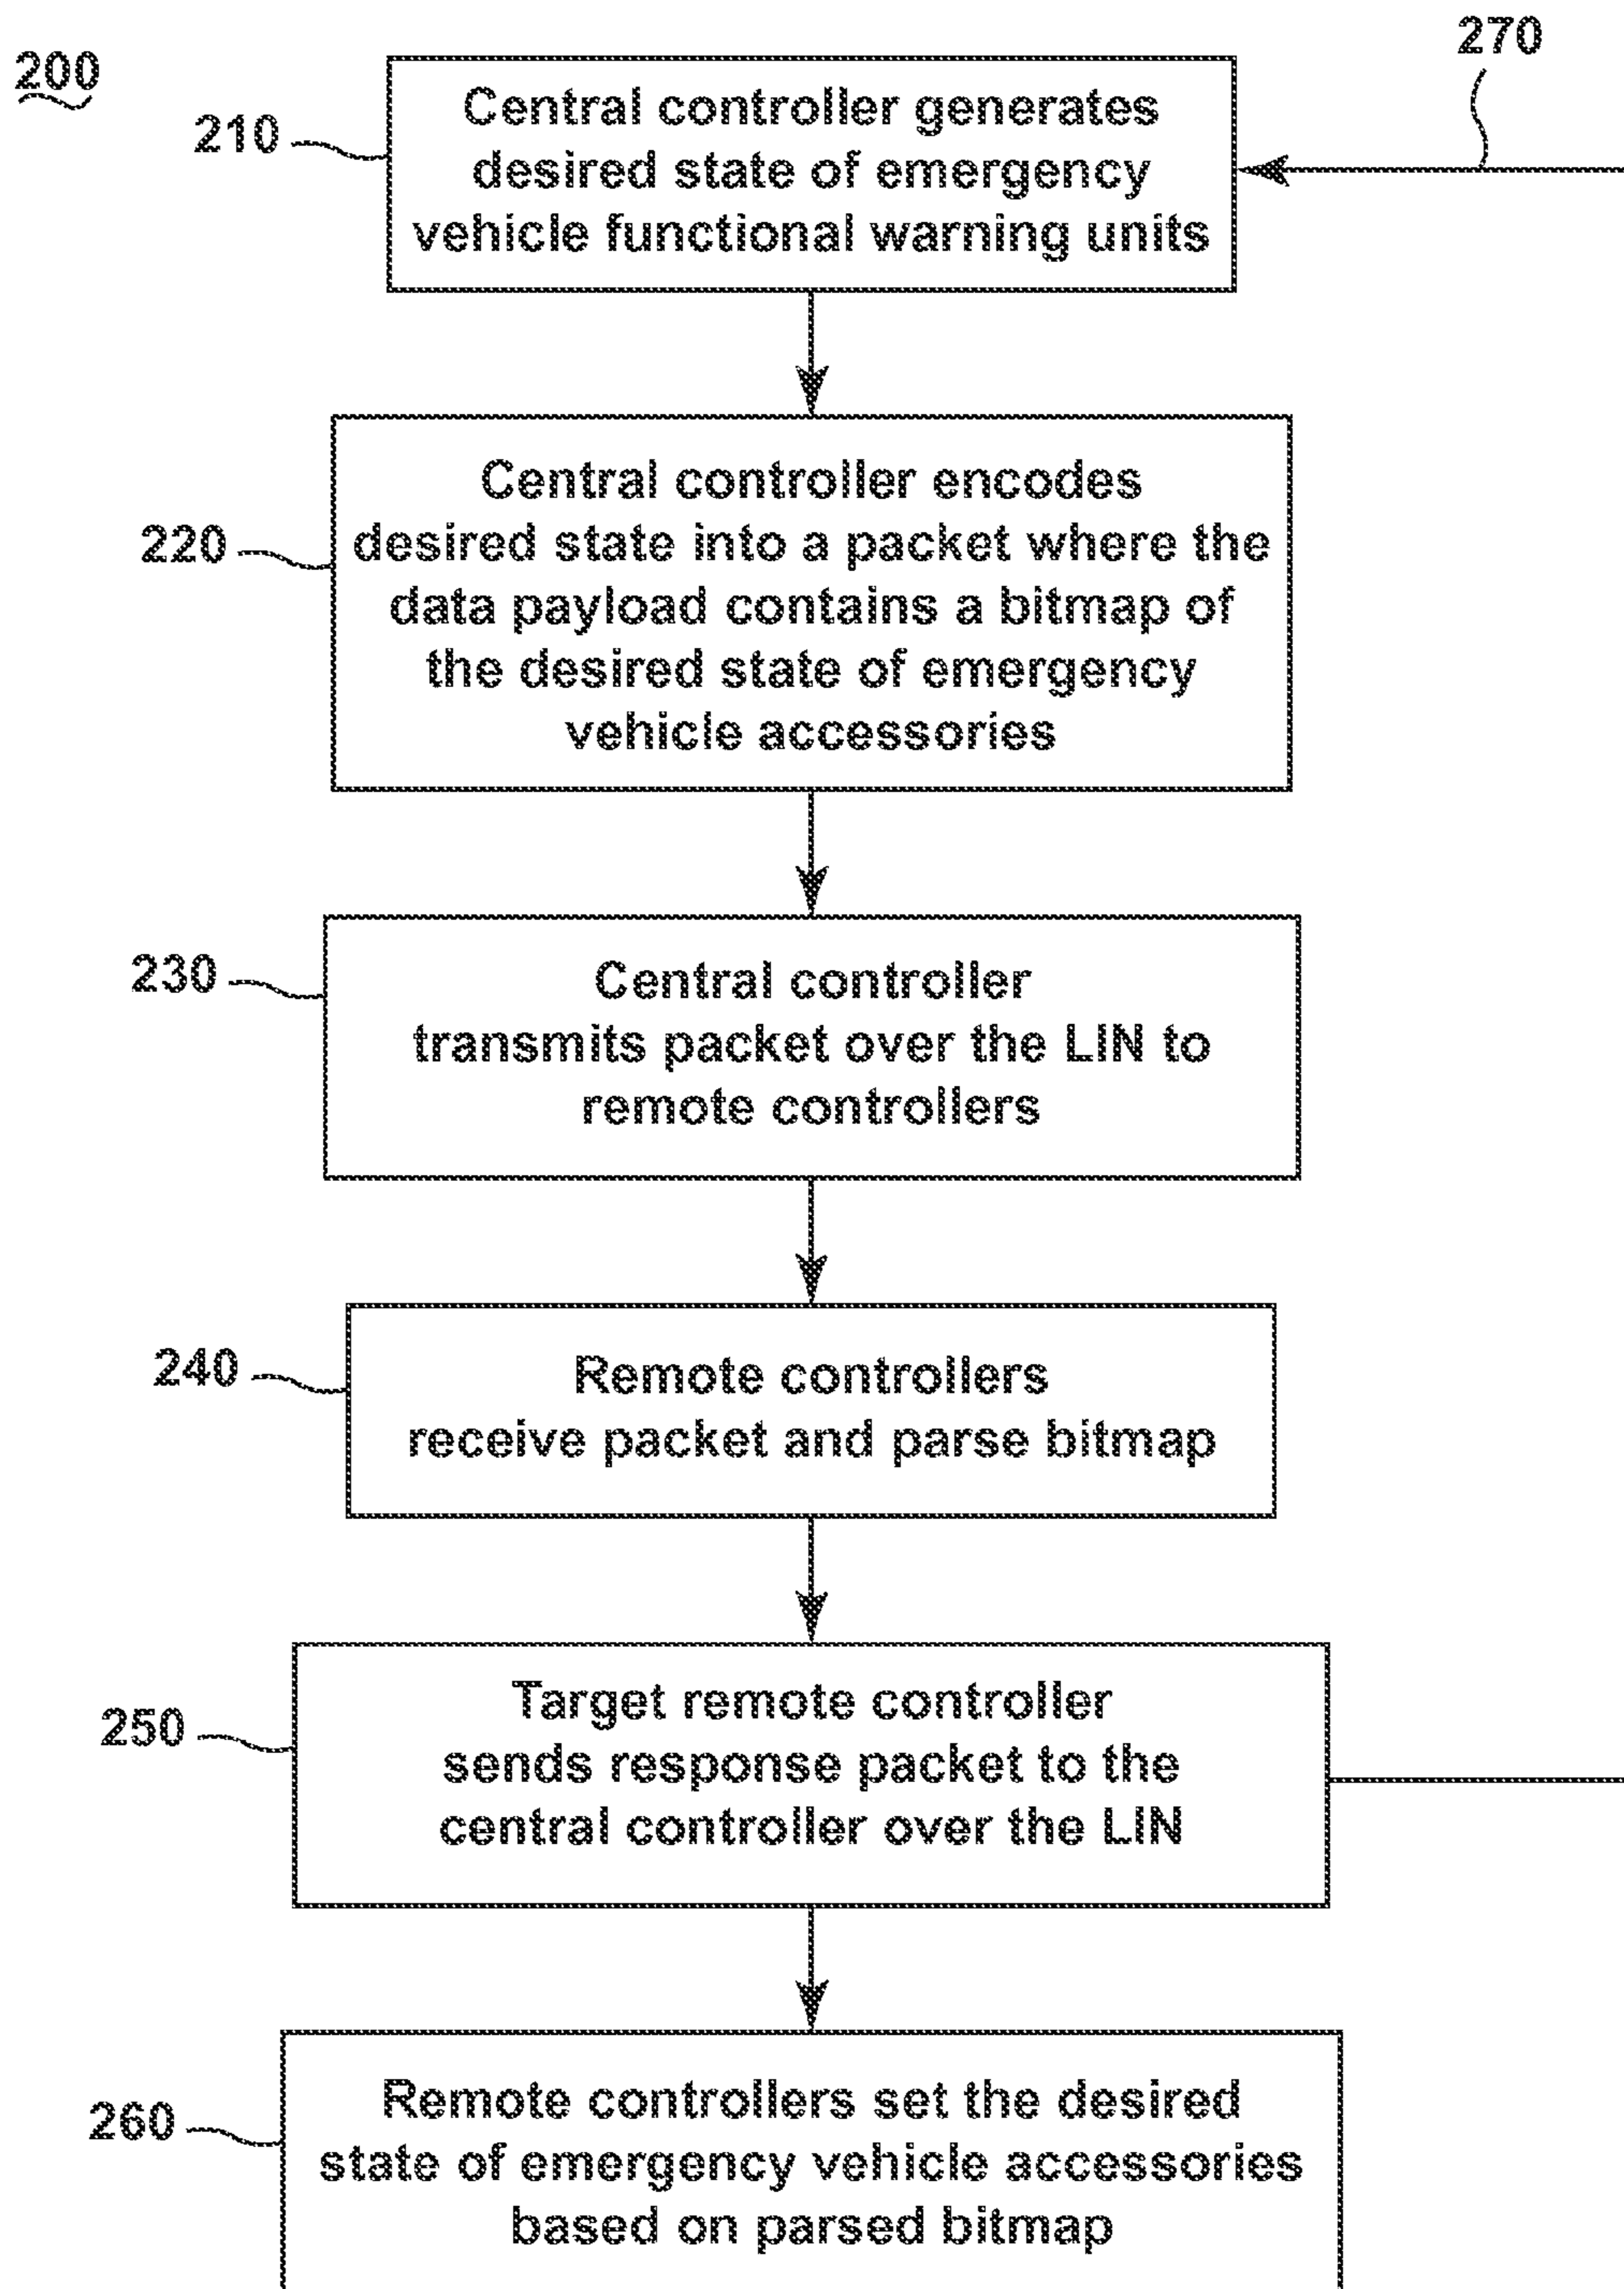 270
200
210
Central controller generates
desired state of emergency
vehicle functional warning units
220
Central controller encodes
desired state into a packet where the
data payload contains a bitmap of
the desired state of emergency
vehicle accessories
230
Central controller
transmits packet over the LIN to
remote controllers
240
Remote controllers
receive packet and parse bitmap
250
Target remote controller
sends response packet to the
central controller over the LIN
260
Remote controllers set the desired
state of emergency vehicle accessories
based on parsed bitmap